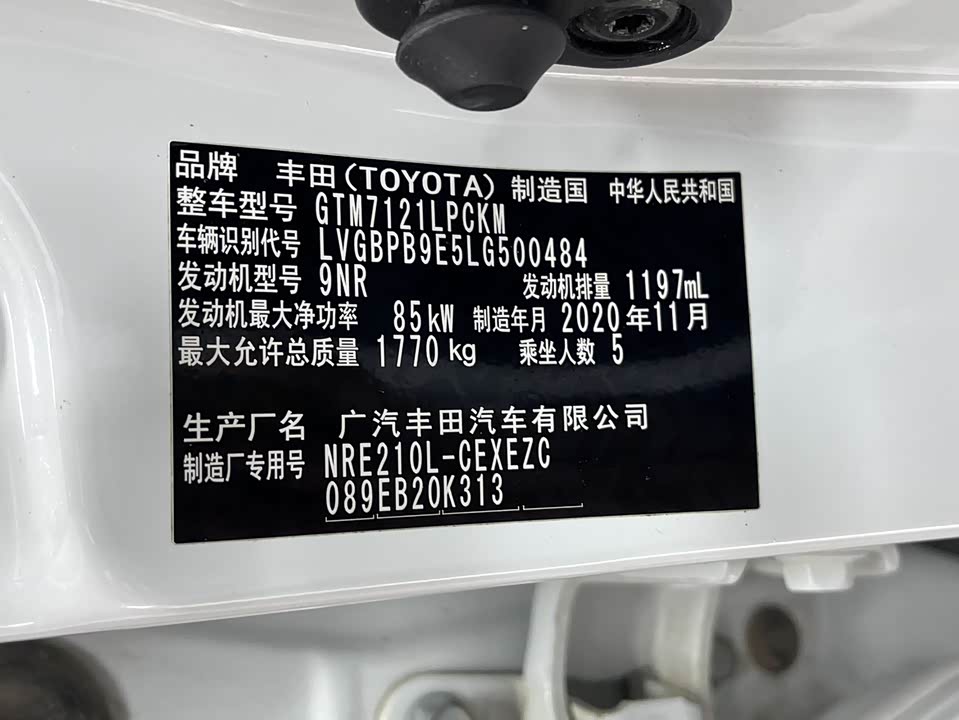 品牌 丰田(TOYOTA) 制造国 中华人民共和国
整车型号 GTM7121LPCKM
车辆识别代号 LVGBPB9E5LG500484
发动机型号 9NR 发动机排量 1197mL
发动机最大净功率 85kW 制造年月 2020年11月
最大允许总质量 1770kg 乘坐人数 5
生产厂名 广汽丰田汽车有限公司
制造厂专用号 NRE210L-CEXEZC
089EB20K313